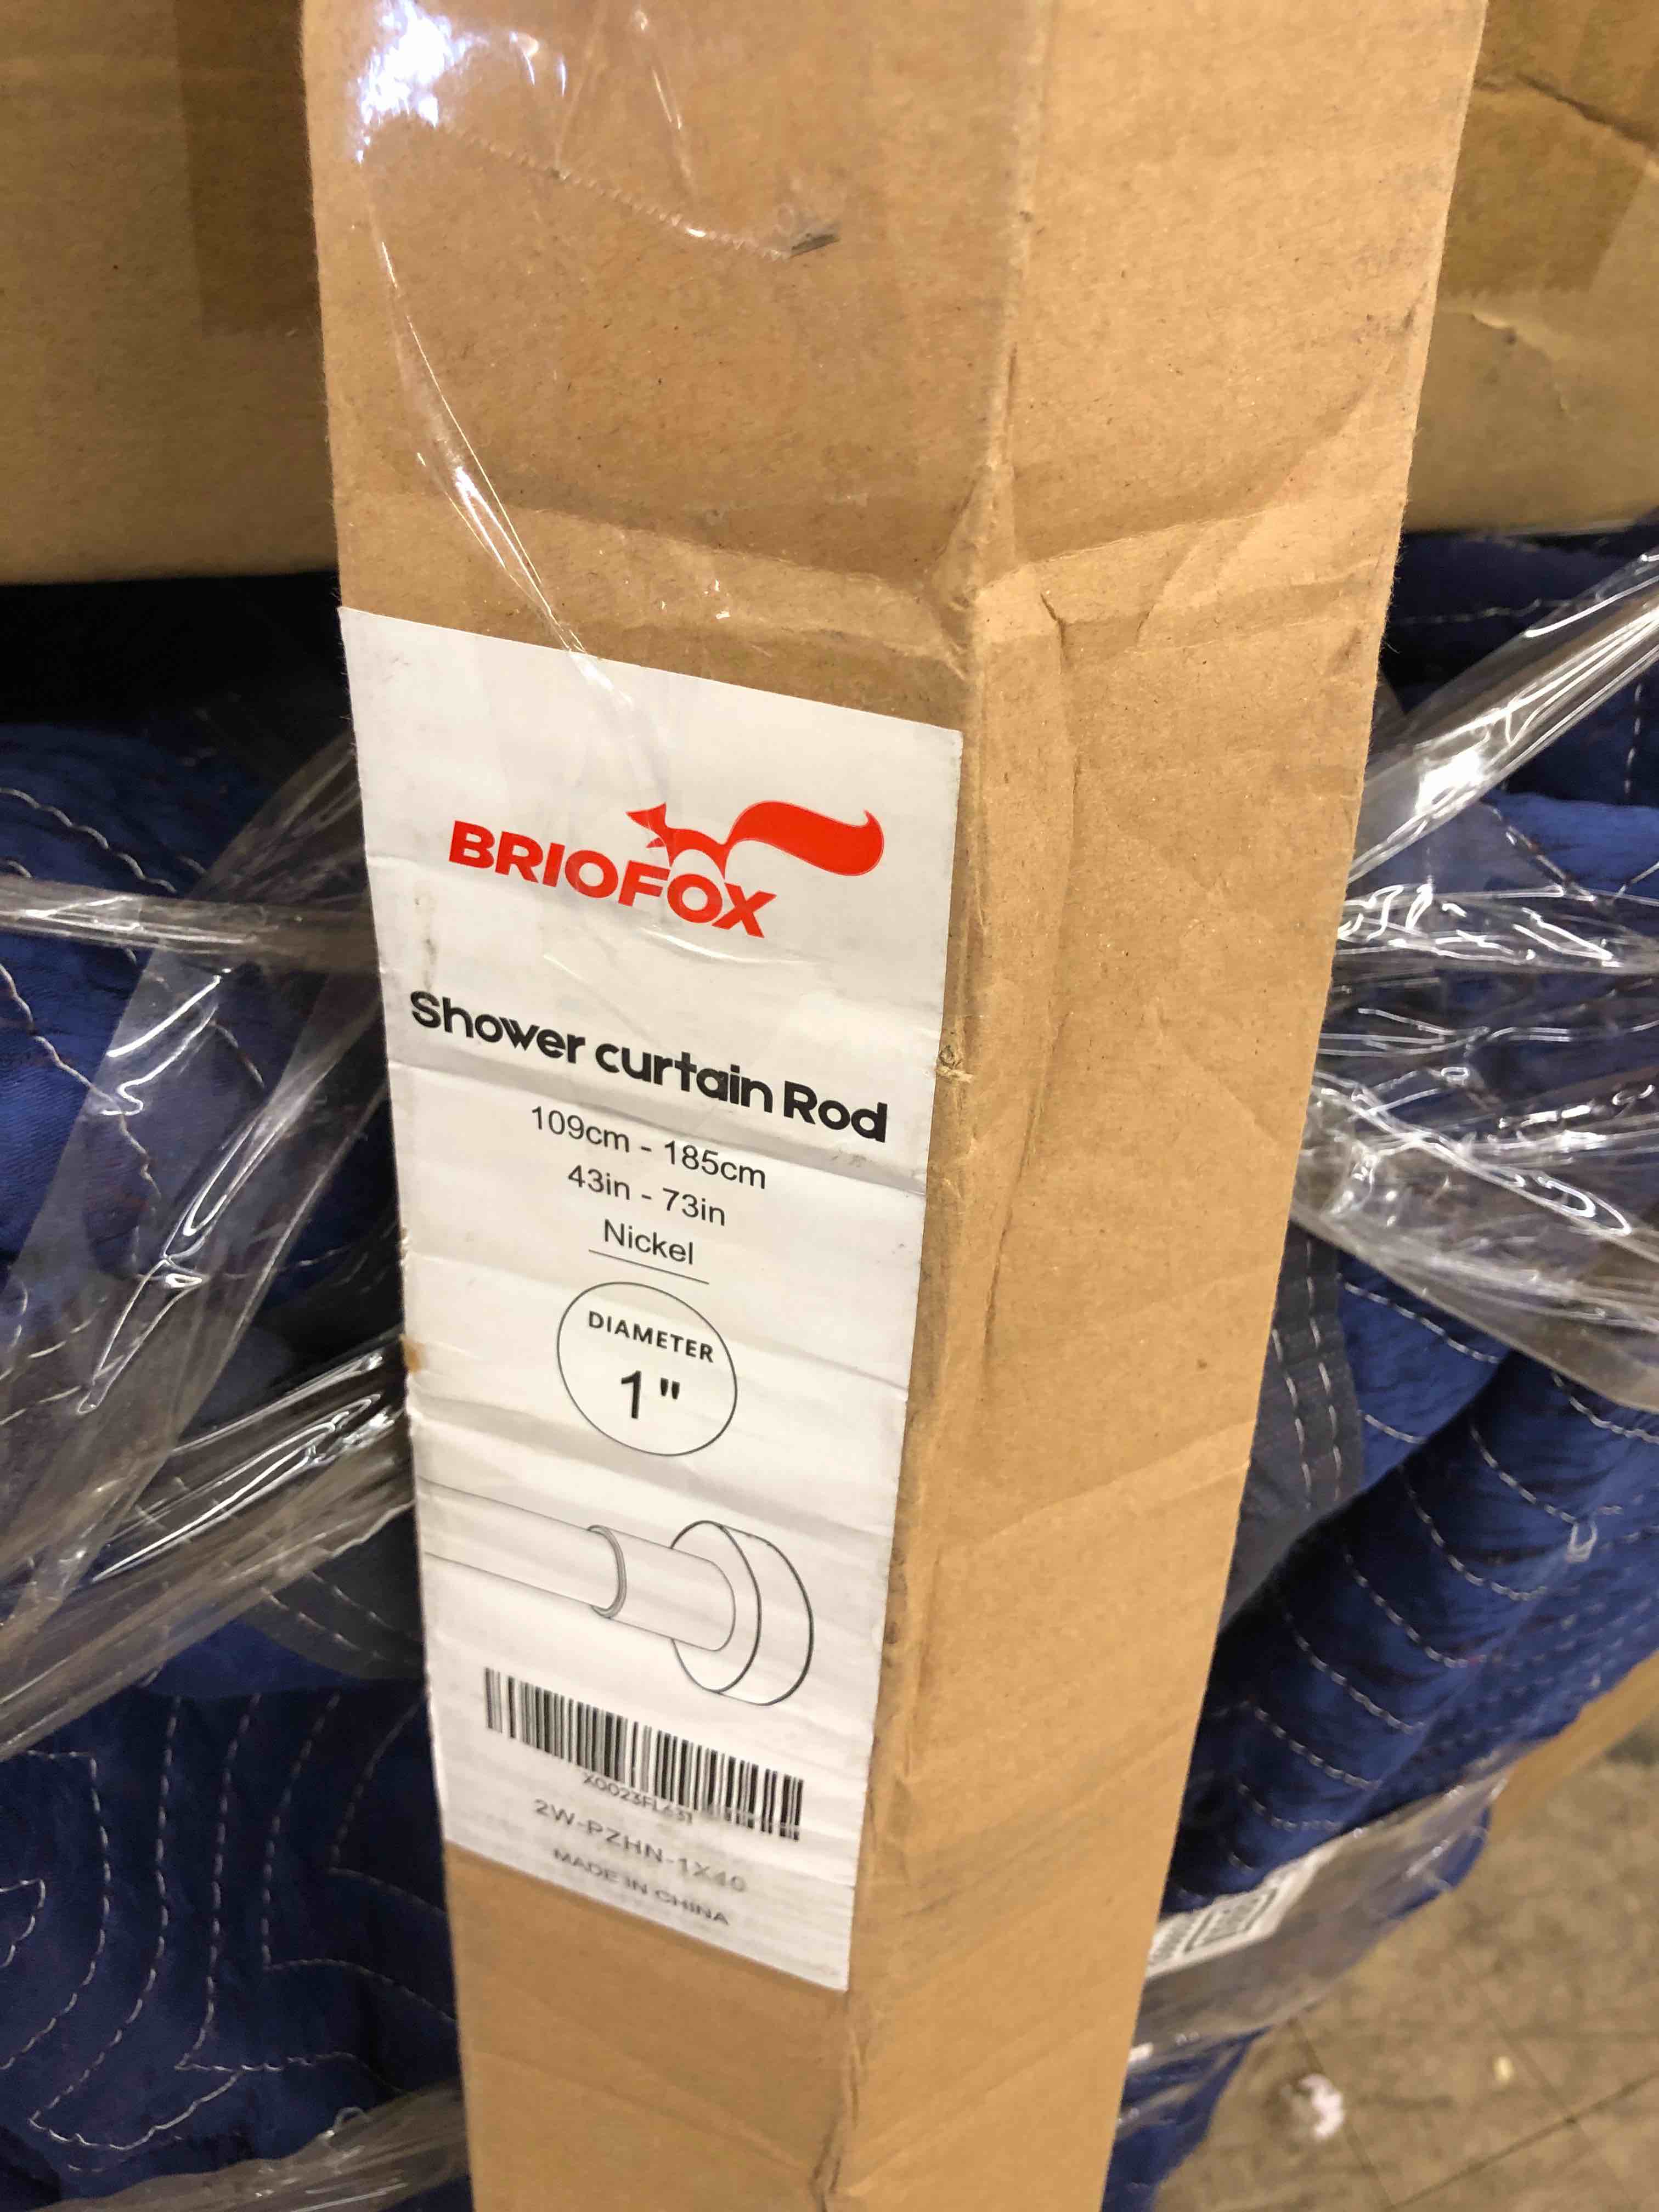 BRIOFOX
Shower curtain Rod
109cm - 185cm
43in - 73in
Nickel
DIAMETER
1"
X0023FL631
2W-PZHN-1X40
MADE IN CHINA